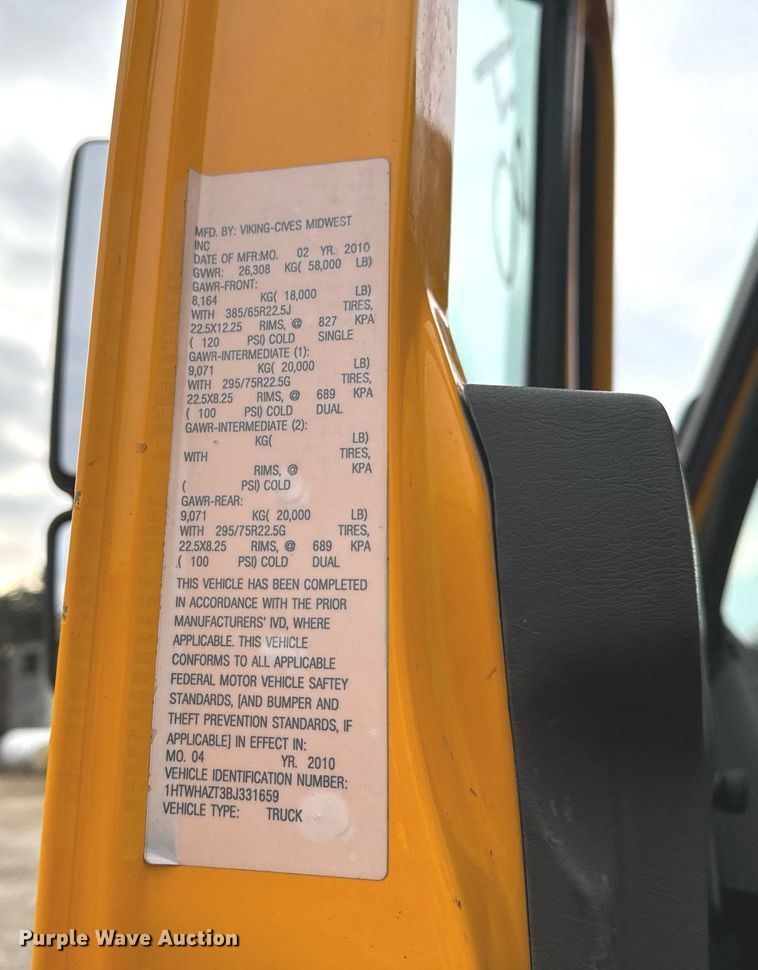 MFD. BY: VIKING-CIVES MIDWEST
INC
DATE OF MFR:MO. 02 YR. 2010
GVWR: 26,308 KG( 58,000 LB)
GAWR-FRONT:
8,164 KG( 18,000 LB)
WITH 385/65R22.5J TIRES,
22.5X12.25 RIMS, @ 827 KPA
( 120 PSI) COLD SINGLE
GAWR-INTERMEDIATE (1):
9,071 KG( 20,000 LB)
WITH 295/75R22.5G TIRES,
22.5X8.25 RIMS, @ 689 KPA
( 100 PSI) COLD DUAL
GAWR-INTERMEDIATE (2):
KG( LB)
WITH TIRES,
RIMS, @ KPA
( PSI) COLD
GAWR-REAR:
9,071 KG( 20,000 LB)
WITH 295/75R22.5G TIRES,
22.5X8.25 RIMS, @ 689 KPA
( 100 PSI) COLD DUAL
THIS VEHICLE HAS BEEN COMPLETED
IN ACCORDANCE WITH THE PRIOR
MANUFACTURERS' IVD, WHERE
APPLICABLE. THIS VEHICLE
CONFORMS TO ALL APPLICABLE
FEDERAL MOTOR VEHICLE SAFTEY
STANDARDS, [AND BUMPER AND
THEFT PREVENTION STANDARDS, IF
APPLICABLE] IN EFFECT IN:
MO. 04 YR. 2010
VEHICLE IDENTIFICATION NUMBER:
1HTWHAZT3BJ331659
VEHICLE TYPE: TRUCK
Purple Wave Auction